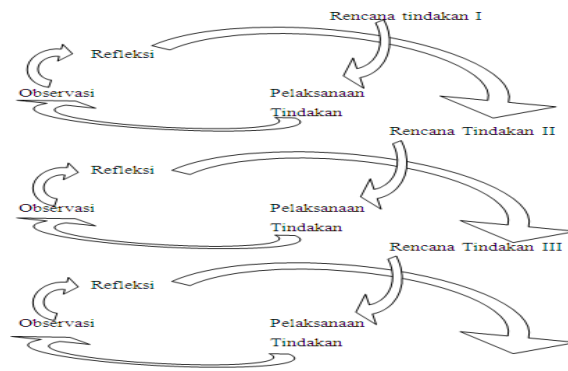 Rencana tindakan I
Refleksi
Observasi
Pelaksanaan
Tindakan
Rencana Tindakan II
Refleksi
Observasi
Pelaksanaan
Tindakan
Rencana Tindakan III
Refleksi
Observasi
Pelaksanaan
Tindakan